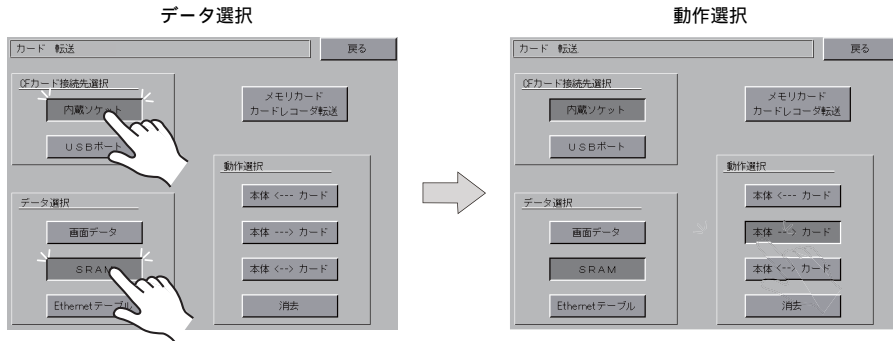 データ選択
カード 転送
戻る
CFカード接続先選択
内蔵ソケット
USBポート
メモリカード
カードレコーダ転送
データ選択
画面データ
SRAM
Ethernetテーブル
動作選択
本体 <--- カード
本体 ---> カード
本体 <--> カード
消去
動作選択
カード 転送
戻る
CFカード接続先選択
内蔵ソケット
USBポート
メモリカード
カードレコーダ転送
データ選択
画面データ
SRAM
Ethernetテーブル
動作選択
本体 <--- カード
本体 ---> カード
本体 <--> カード
消去